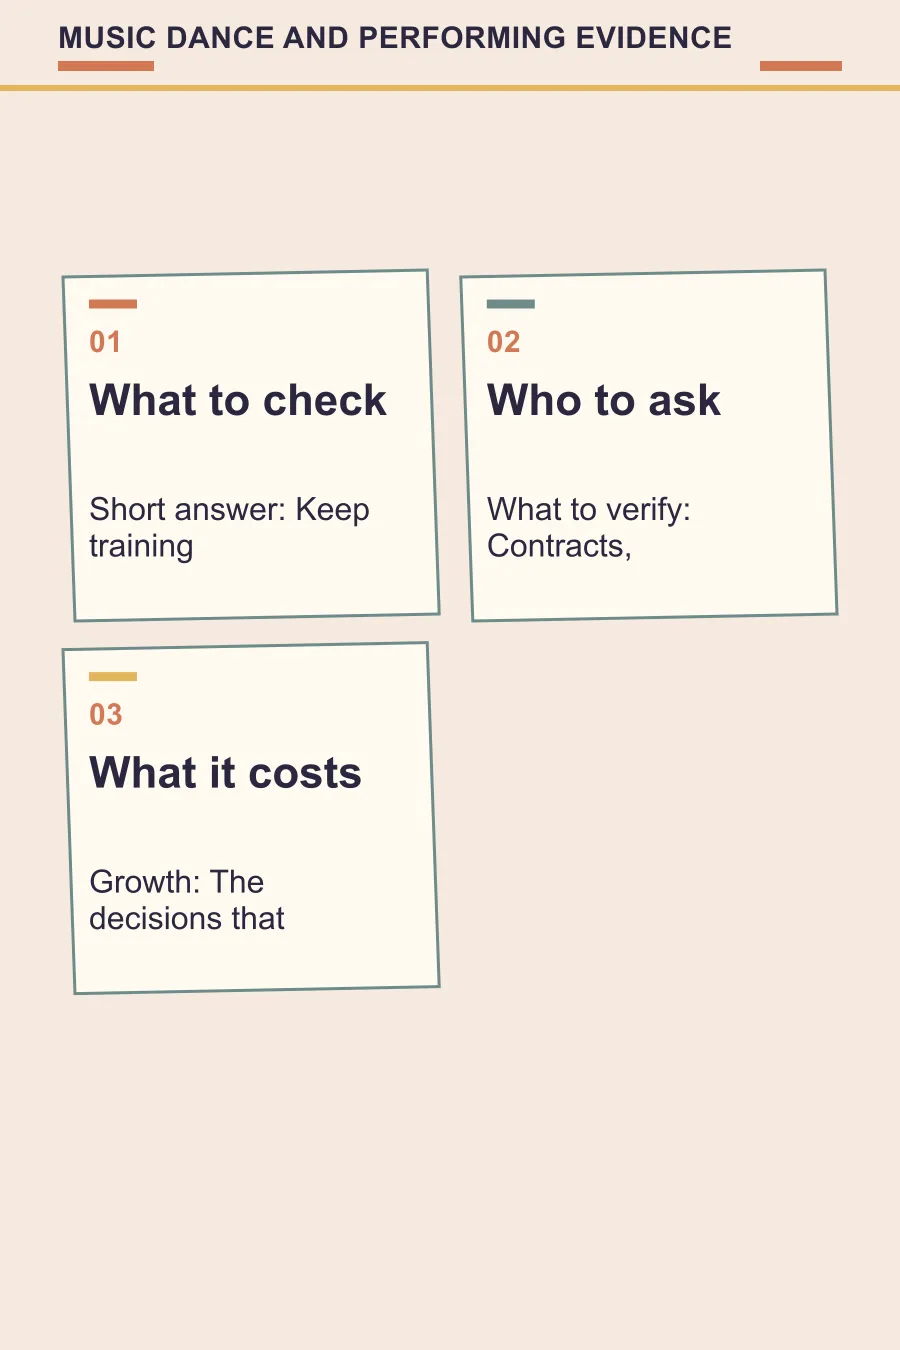 MUSIC DANCE AND PERFORMING EVIDENCE
01
What to check
Short answer: Keep
training
02
Who to ask
What to verify:
Contracts,
03
What it costs
Growth: The
decisions that